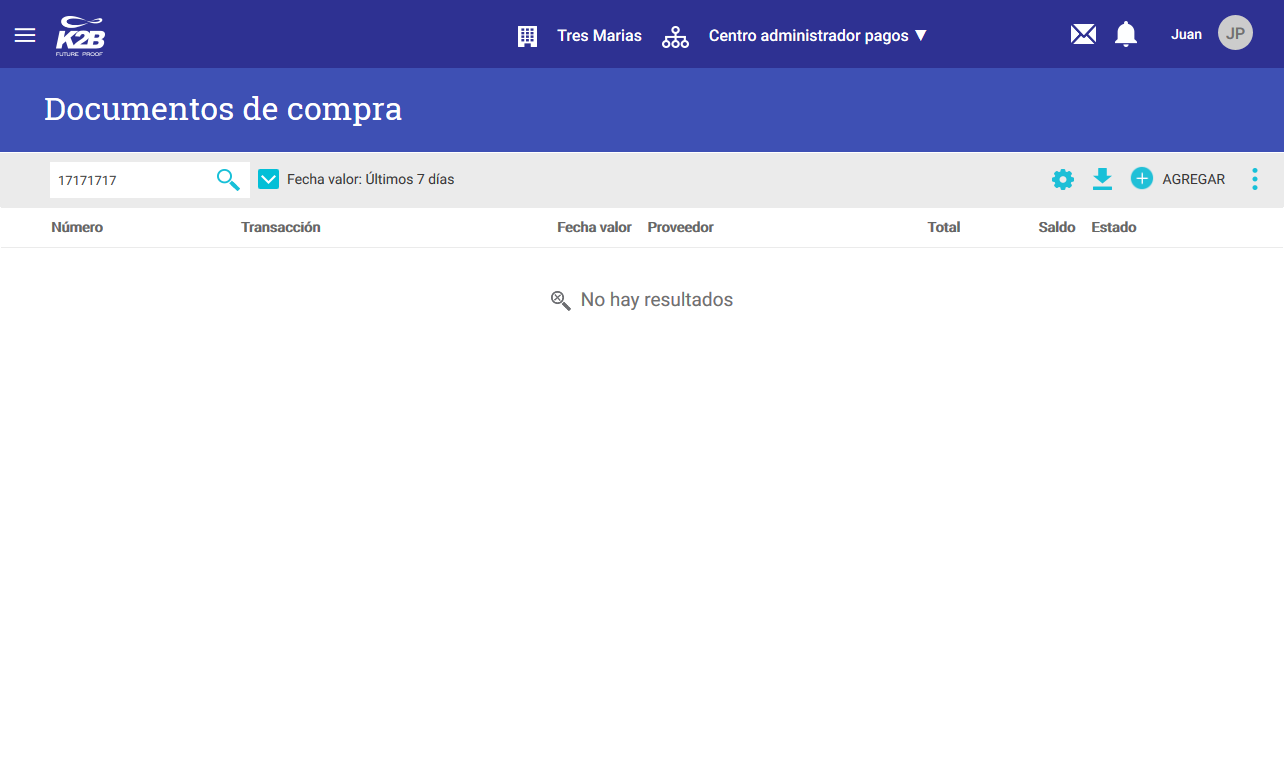 K2B
FUTURE PROOF
Tres Marias
Centro administrador pagos ▼
Juan
JP
Documentos de compra
17171717
Fecha valor: Últimos 7 días
AGREGAR
Número Transacción Fecha valor Proveedor Total Saldo Estado
No hay resultados